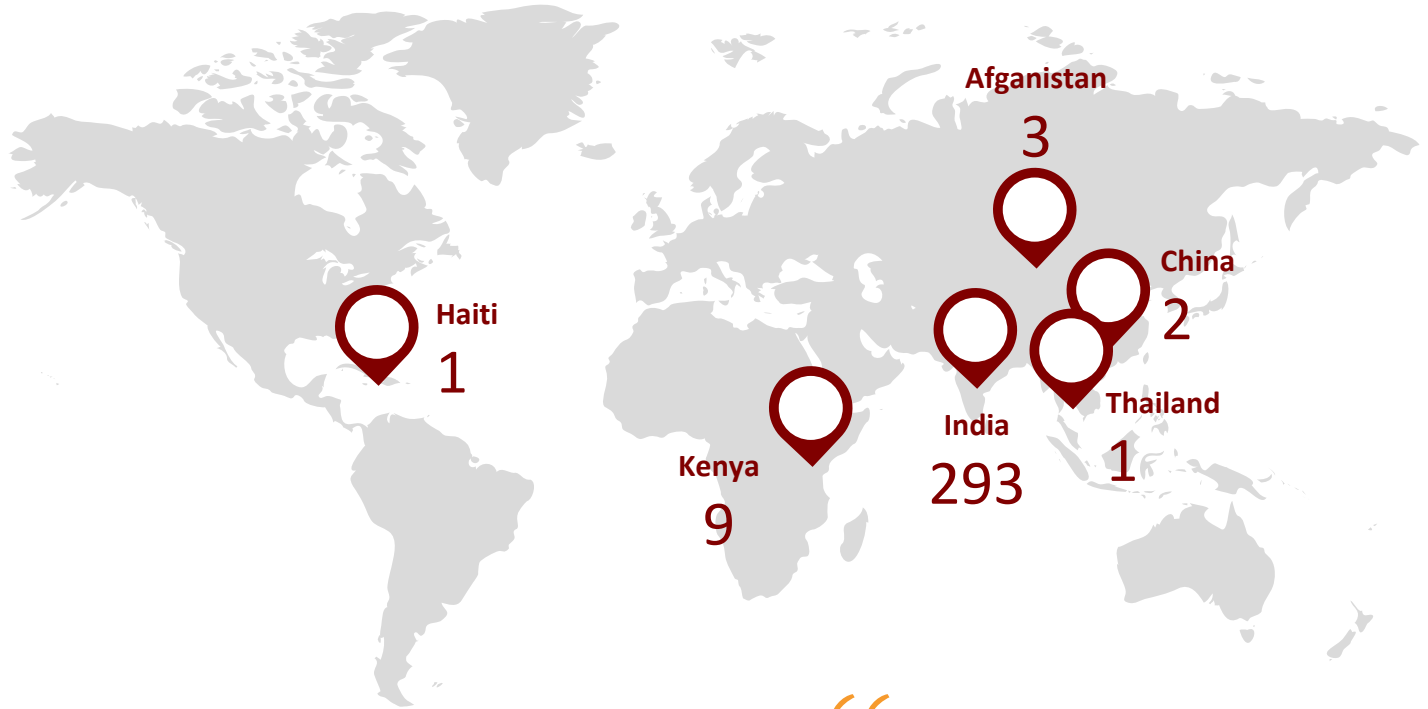 Afganistan
3
China
2
Haiti
1
Thailand
1
India
293
Kenya
9
“